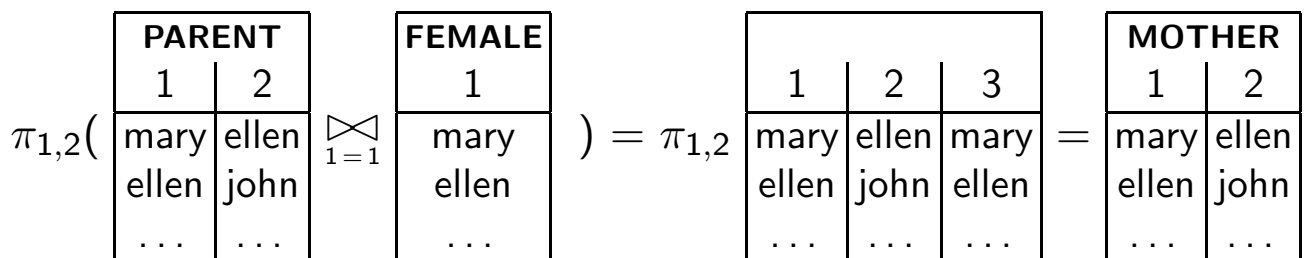 PARENT FEMALE MOTHER
1 2 1 1 2 3 1 2
π1,2( mary ellen ⋈ 1=1 mary ) = π1,2 mary ellen mary = mary ellen
ellen john ellen ellen john ellen ellen john
... ... ... ... ... ... ... ...